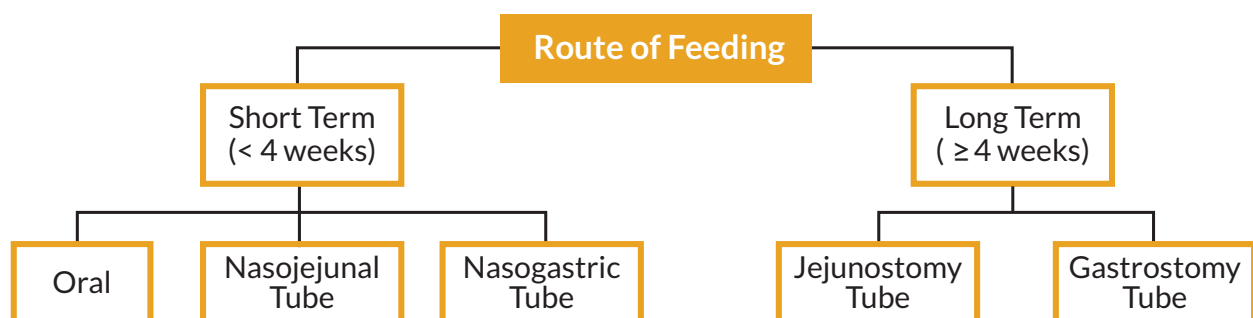 Route of Feeding
Short Term
(< 4 weeks)
Long Term
( ≥ 4 weeks)
Oral
Nasojejunal
Tube
Nasogastric
Tube
Jejunostomy
Tube
Gastrostomy
Tube